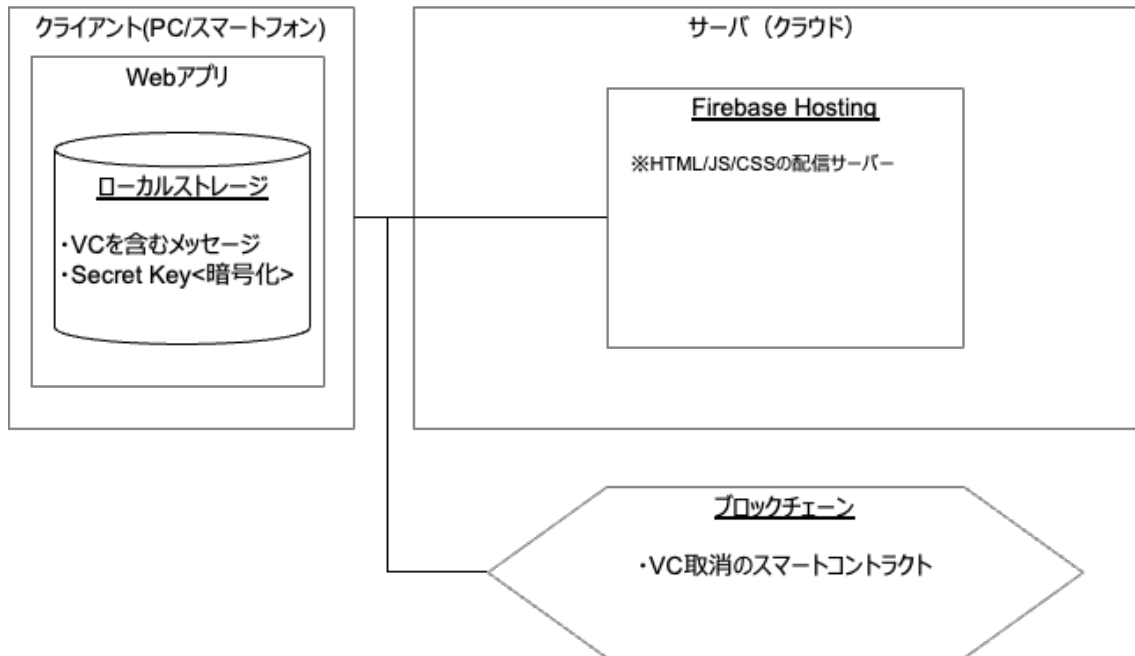 クライアント(PC/スマートフォン)
Webアプリ
ローカルストレージ
・VCを含むメッセージ
・Secret Key<暗号化>
サーバ（クラウド）
Firebase Hosting
※HTML/JS/CSSの配信サーバー
ブロックチェーン
・VC取消のスマートコントラクト